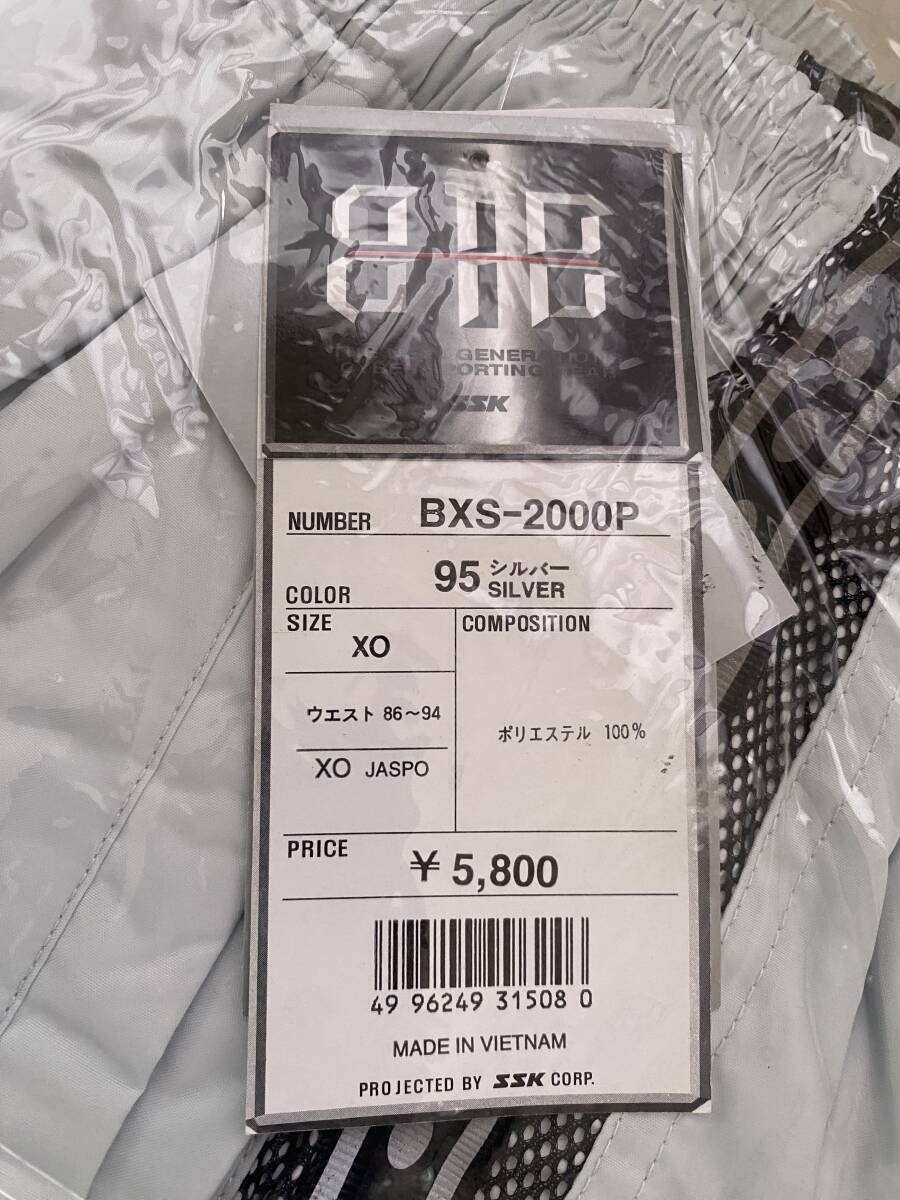 GENERATION
SSK
NUMBER BXS-2000P
COLOR 95 シルバー SILVER
SIZE XO
COMPOSITION
ウエスト 86〜94
ポリエステル 100%
XO JASPO
PRICE ¥5,800
49 96249 31508 0
MADE IN VIETNAM
PROJECTED BY SSK CORP.